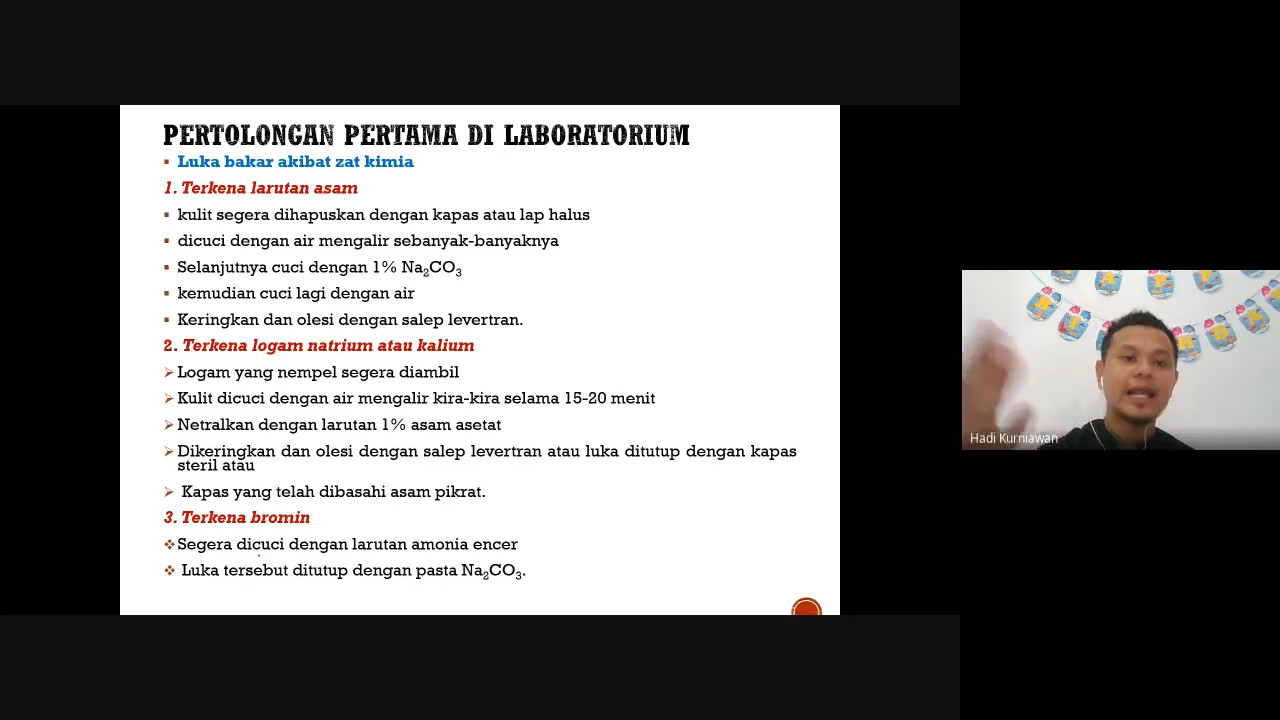 PERTOLONGAN PERTAMA DI LABORATORIUM
▪ Luka bakar akibat zat kimia
1. Terkena larutan asam
▪ kulit segera dihapuskan dengan kapas atau lap halus
▪ dicuci dengan air mengalir sebanyak-banyaknya
▪ Selanjutnya cuci dengan 1% Na₂CO₃
▪ kemudian cuci lagi dengan air
▪ Keringkan dan olesi dengan salep levertran.
2. Terkena logam natrium atau kalium
➢ Logam yang nempel segera diambil
➢ Kulit dicuci dengan air mengalir kira-kira selama 15-20 menit
➢ Netralkan dengan larutan 1% asam asetat
➢ Dikeringkan dan olesi dengan salep levertran atau luka ditutup dengan kapas
steril atau
➢ Kapas yang telah dibasahi asam pikrat.
3. Terkena bromin
❖ Segera dicuci dengan larutan amonia encer
❖ Luka tersebut ditutup dengan pasta Na₂CO₃.
Hadi Kurniawan